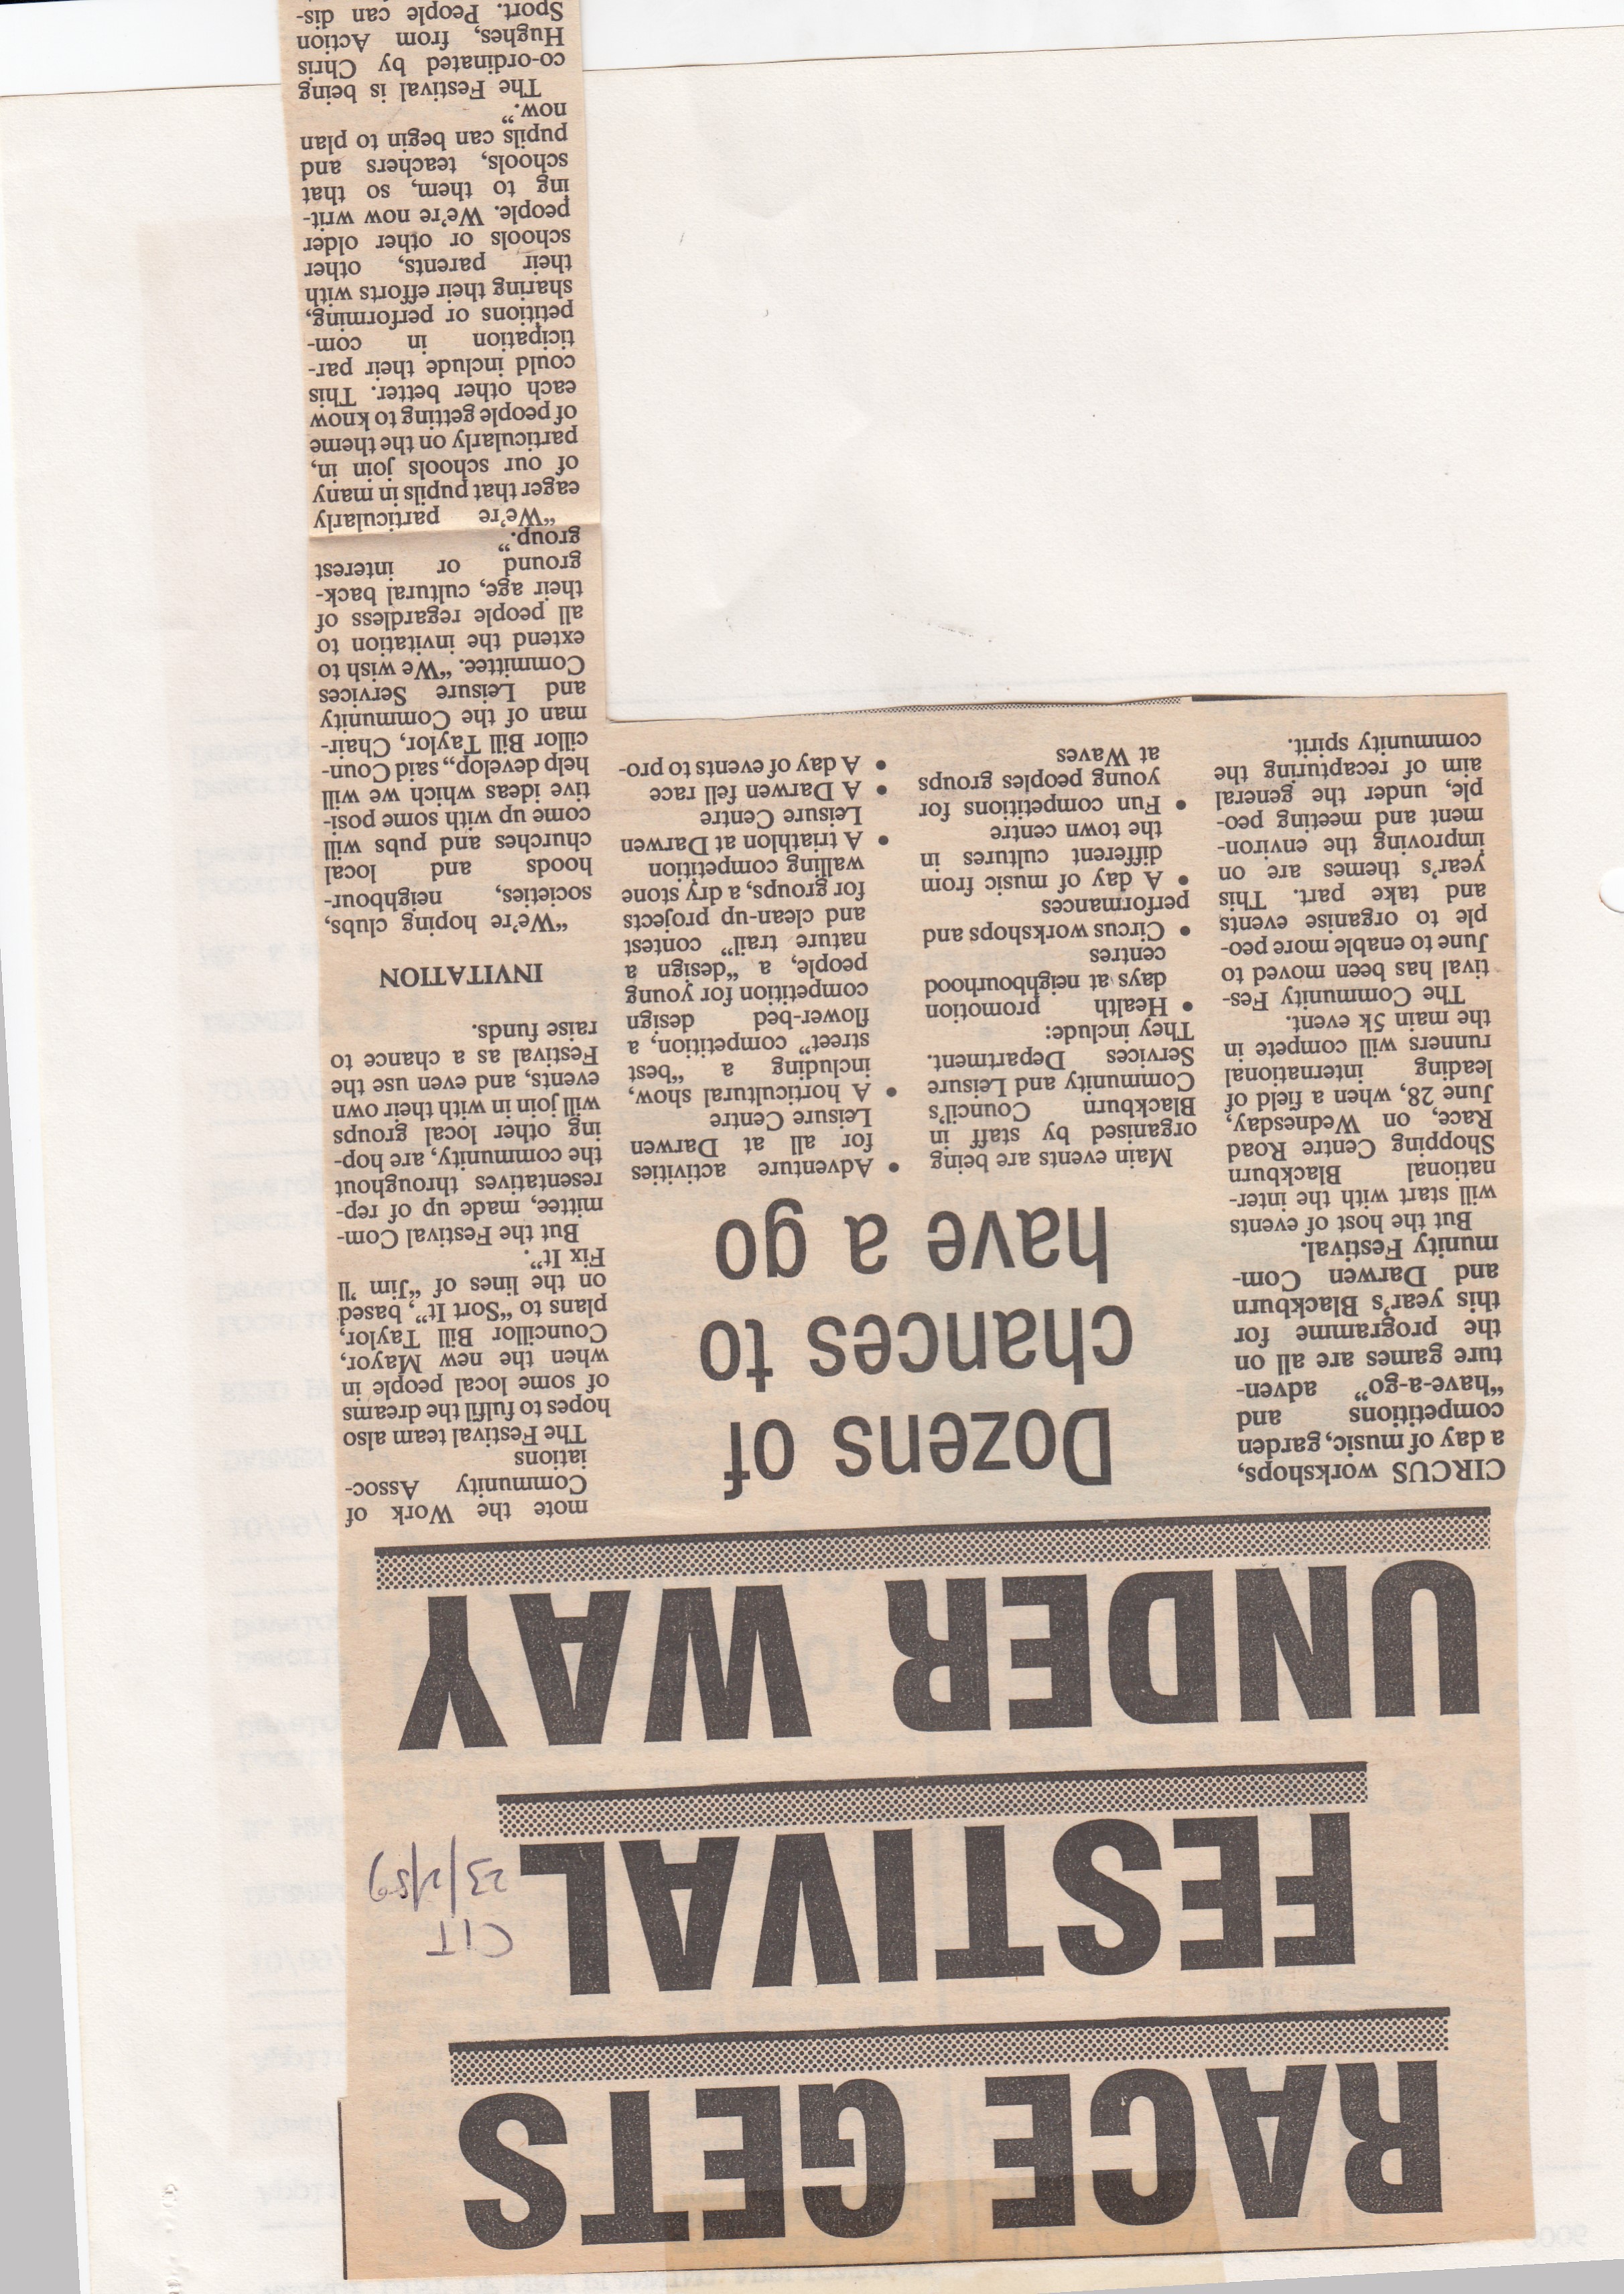 RACE GETS
FESTIVAL
UNDER WAY
CIT
23/2/89
Dozens of
chances to
have a go
CIRCUS workshops,
a day of music, garden
competitions and
“have-a-go” adven-
ture games are all on
the programme for
this year’s Blackburn
and Darwen Com-
munity Festival.
But the host of events
will start with the inter-
national Blackburn
Shopping Centre Road
Race, on Wednesday,
June 28, when a field of
leading international
runners will compete in
the main 5k event.
The Community Fes-
tival has been moved to
June to enable more peo-
ple to organise events
and take part. This
year’s themes are on
improving the environ-
ment and meeting peo-
ple, under the general
aim of recapturing the
community spirit.
Main events are being
organised by staff in
Blackburn Council’s
Community and Leisure
Services Department.
They include:
• Health promotion
days at neighbourhood
centres
• Circus workshops and
performances
• A day of music from
different cultures in
the town centre
• Fun competitions for
young peoples groups
at Waves
• Adventure activities
for all at Darwen
Leisure Centre
• A horticultural show,
including a “best
street” competition, a
flower-bed design
competition for young
people, a “design a
nature trail” contest
and clean-up projects
for groups, a dry stone
walling competition
• A triathlon at Darwen
Leisure Centre
• A Darwen fell race
• A day of events to pro-
mote the Work of
Community Assoc-
iations
The Festival team also
hopes to fulfil the dreams
of some local people in
when the new Mayor,
Councillor Bill Taylor,
plans to “Sort It”, based
on the lines of “Jim ’ll
Fix It”.
But the Festival Com-
mittee, made up of rep-
resentatives throughout
the community, are hop-
ing other local groups
will join in with their own
events, and even use the
Festival as a chance to
raise funds.
INVITATION
“We’re hoping clubs,
societies, neighbour-
hoods and local
churches and pubs will
come up with some posi-
tive ideas which we will
help develop,, said Coun-
cillor Bill Taylor, Chair-
man of the Community
and Leisure Services
Committee. “We wish to
extend the invitation to
all people regardless of
their age, cultural back-
ground or interest
group.”
“We’re particularly
eager that pupils in many
of our schools join in,
particularly on the theme
of people getting to know
each other better. This
could include their par-
ticipation in com-
petitions or performing,
sharing their efforts with
their parents, other
schools or other older
people. We’re now writ-
ing to them, so that
schools, teachers and
pupils can begin to plan
now.”
The Festival is being
co-ordinated by Chris
Hughes, from Action
Sport. People can dis-